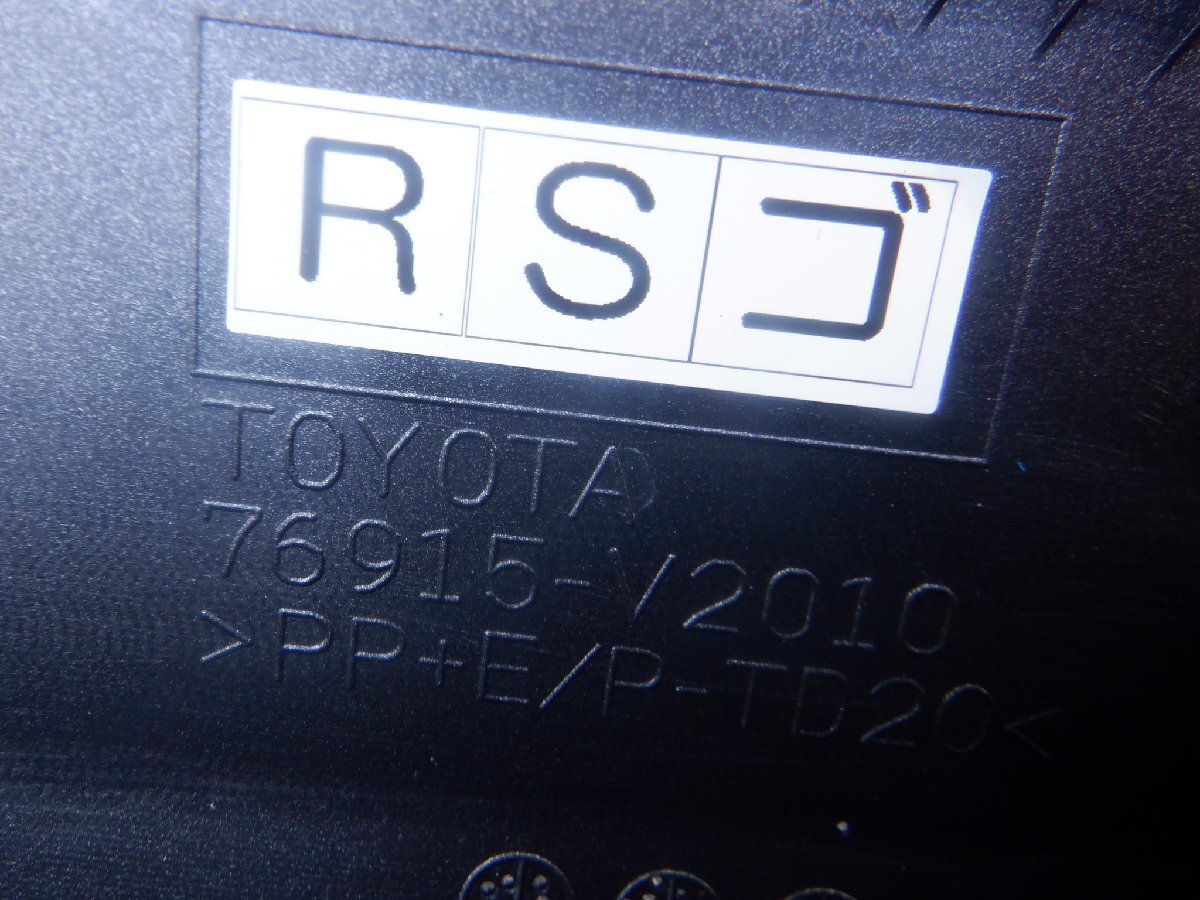 RSゴ
TOYOTA
76915-V2010
>PP+E/P-TD20<